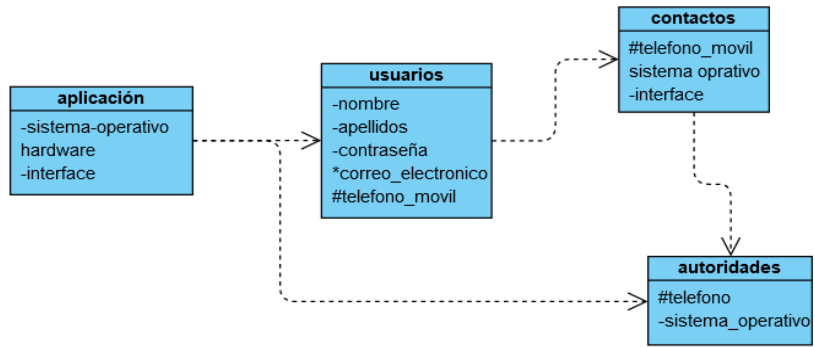 aplicación
-sistema-operativo
hardware
-interface
usuarios
-nombre
-apellidos
-contraseña
*correo_electronico
#telefono_movil
contactos
#telefono_movil
sistema oprativo
-interface
autoridades
#telefono
-sistema_operativo